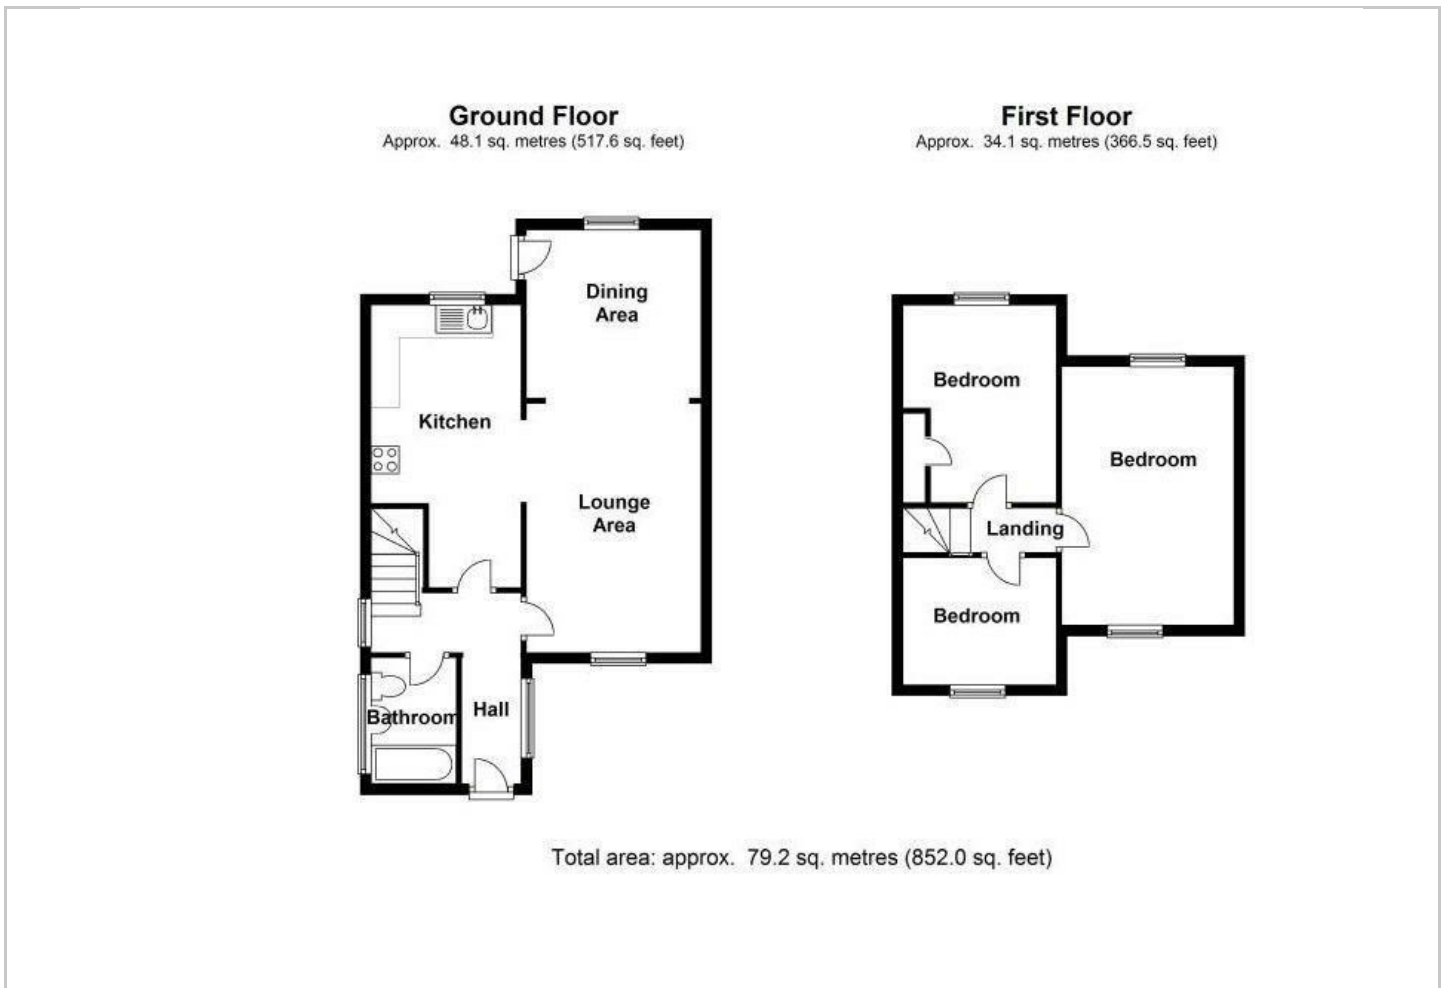 Ground Floor
Approx. 48.1 sq. metres (517.6 sq. feet)
Dining
Area
Kitchen
Lounge
Area
Bathroom
Hall
First Floor
Approx. 34.1 sq. metres (366.5 sq. feet)
Bedroom
Bedroom
Landing
Bedroom
Total area: approx. 79.2 sq. metres (852.0 sq. feet)